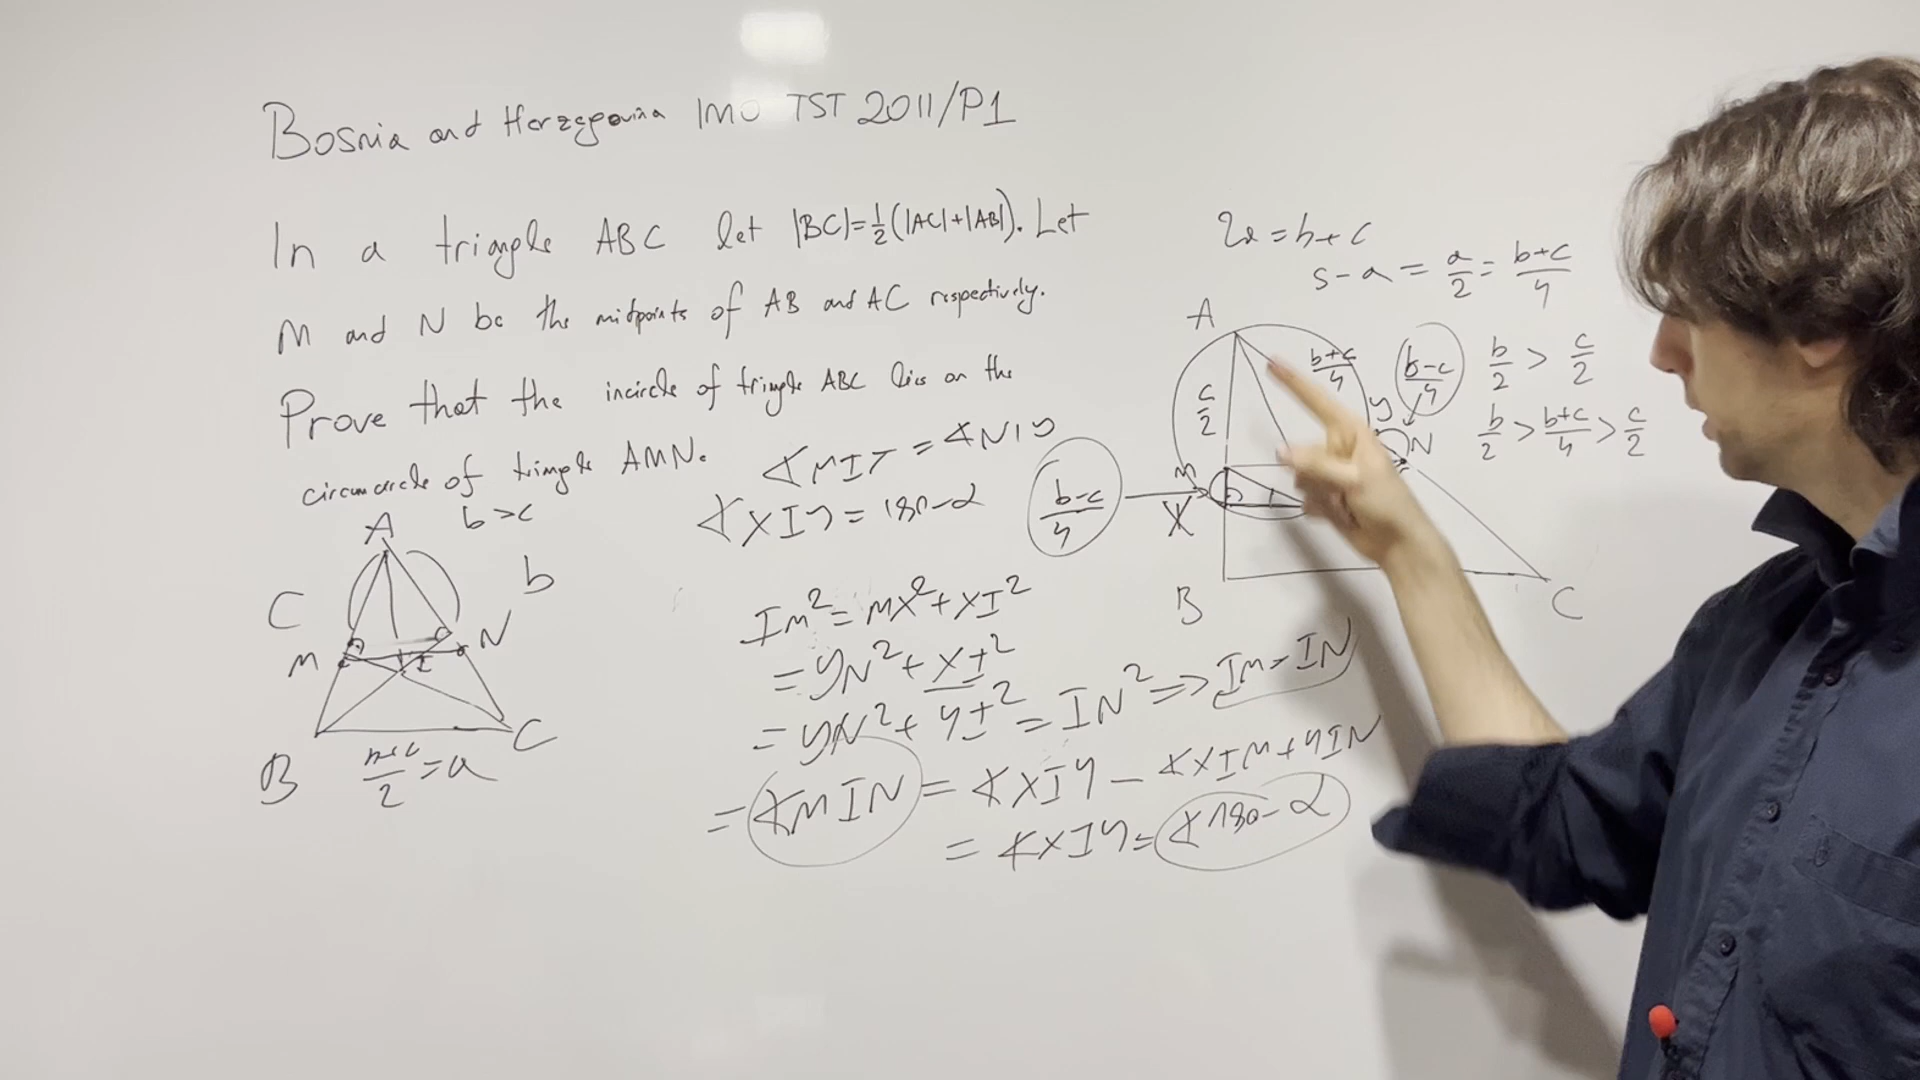 Bosnia and Herzegovina IMO TST 2011/P1
In a triangle ABC let |BC|=½(|AC|+|AB|). Let
M and N be the midpoints of AB and AC respectively.
Prove that the incircle of triangle ABC lies on the
circumcircle of triangle AMN.
b>c
A
C
b
M
N
I
B
C
b+c/2=a
∢XIY=180-α
IM²=MX²+XI²
=YN²+XI²
=YN²+YI²=IN²=>IM=IN
=∢MIN=∢XIY-∢XIM+YIN
=∢XIY=∢180-α
2a=b+c
s-a=a/2=b+c/4
A
b+c/4
b-c/4
b/2>c/2
c/2
y
b/2>b+c/4>c/2
M
N
b-c/4
X
I
B
C